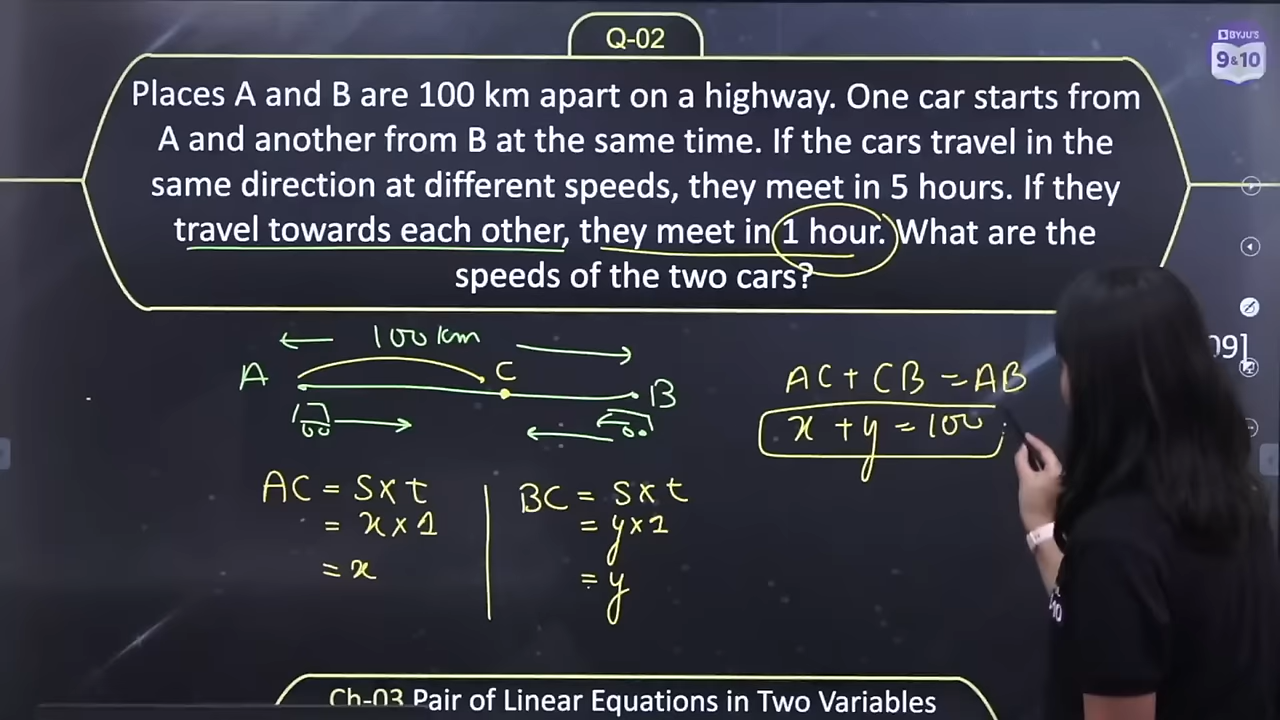 Q-02
BYJU'S
9&10
Places A and B are 100 km apart on a highway. One car starts from
A and another from B at the same time. If the cars travel in the
same direction at different speeds, they meet in 5 hours. If they
travel towards each other, they meet in 1 hour. What are the
speeds of the two cars?
09]
100 km
A
C
B
AC + CB = AB
x + y = 100
AC = S x t
= x x 1
= x
BC = S x t
= y x 1
= y
10
Ch-03 Pair of Linear Equations in Two Variables